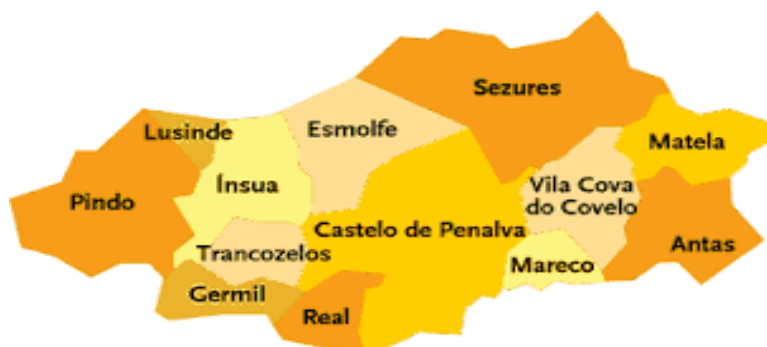 Sezures
Lusinde
Esmolfe
Matela
Ínsua
Vila Cova
do Covelo
Pindo
Castelo de Penalva
Antas
Trancozelos
Mareco
Germil
Real